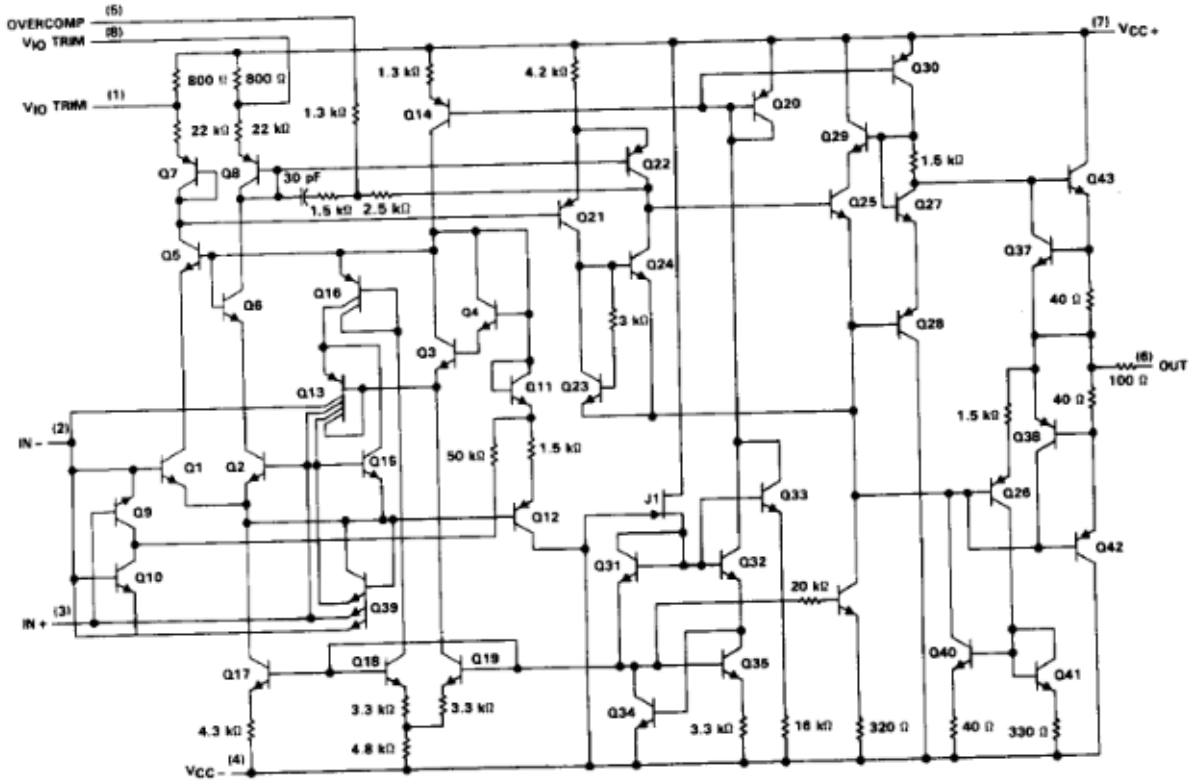 OVERCOMP (5)
VIO TRIM (8)
(7) VCC+
800 Ω
800 Ω
1.3 kΩ
4.2 kΩ
Q30
VIO TRIM (1)
1.3 kΩ
Q14
Q20
22 kΩ
22 kΩ
Q29
1.5 kΩ
Q7
Q8
30 pF
Q22
Q43
1.5 kΩ
2.5 kΩ
Q21
Q25
Q27
Q5
Q24
Q37
Q16
Q6
Q4
40 Ω
3 kΩ
Q28
Q3
Q13
Q11
Q23
(6) OUT
100 Ω
IN − (2)
1.5 kΩ
40 Ω
Q38
50 kΩ
1.5 kΩ
Q1
Q2
Q15
Q33
Q26
J1
Q9
Q12
Q42
Q31
Q32
Q10
20 kΩ
Q39
IN + (3)
Q40
Q41
Q17
Q18
Q19
Q35
Q34
3.3 kΩ
3.3 kΩ
4.3 kΩ
3.3 kΩ
16 kΩ
320 Ω
40 Ω
330 Ω
4.8 kΩ
VCC− (4)